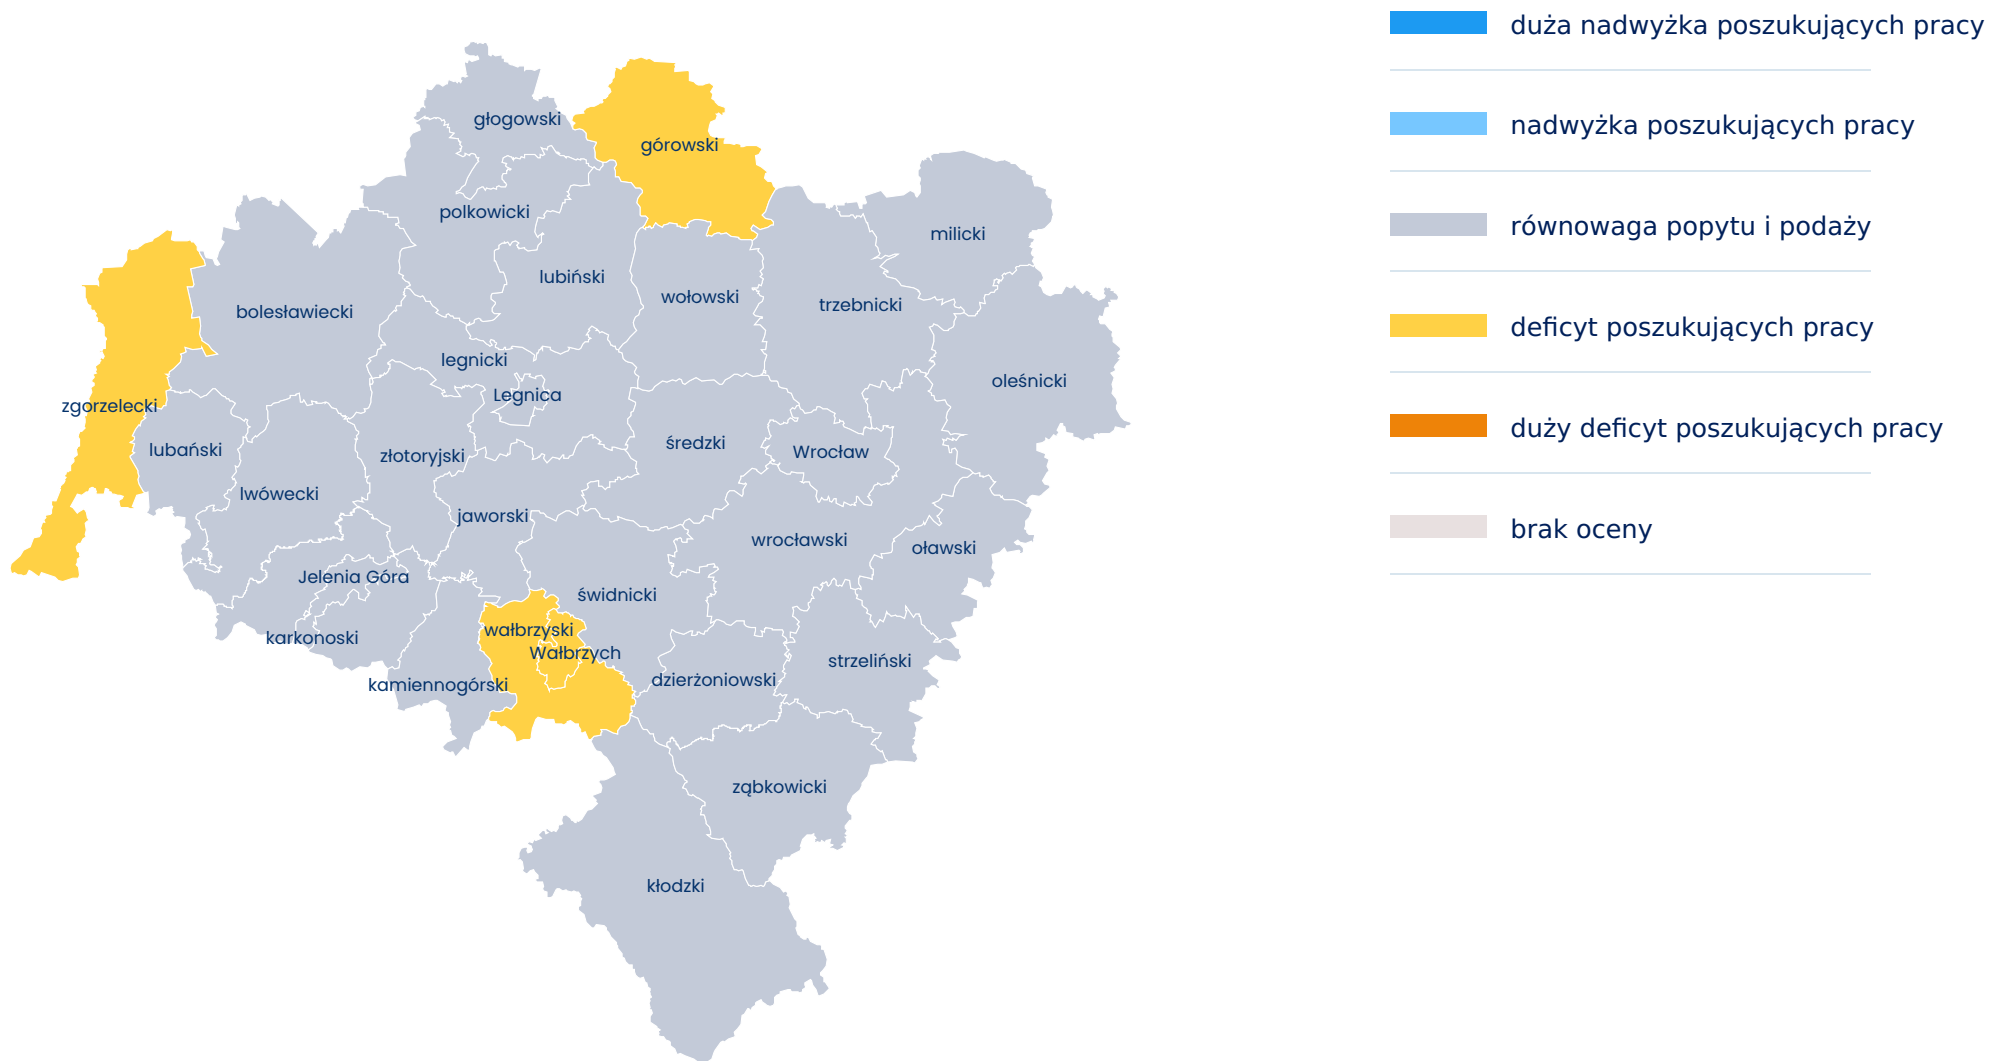 duża nadwyżka poszukujących pracy
nadwyżka poszukujących pracy
równowaga popytu i podaży
deficyt poszukujących pracy
duży deficyt poszukujących pracy
brak oceny
głogowski
górowski
polkowicki
milicki
lubiński
wołowski
trzebnicki
bolesławiecki
legnicki
oleśnicki
Legnica
zgorzelecki
średzki
lubański
Wrocław
złotoryjski
lwówecki
jaworski
wrocławski
oławski
Jelenia Góra
świdnicki
wałbrzyski
karkonoski
Wałbrzych
strzeliński
dzierżoniowski
kamiennogórski
ząbkowicki
kłodzki